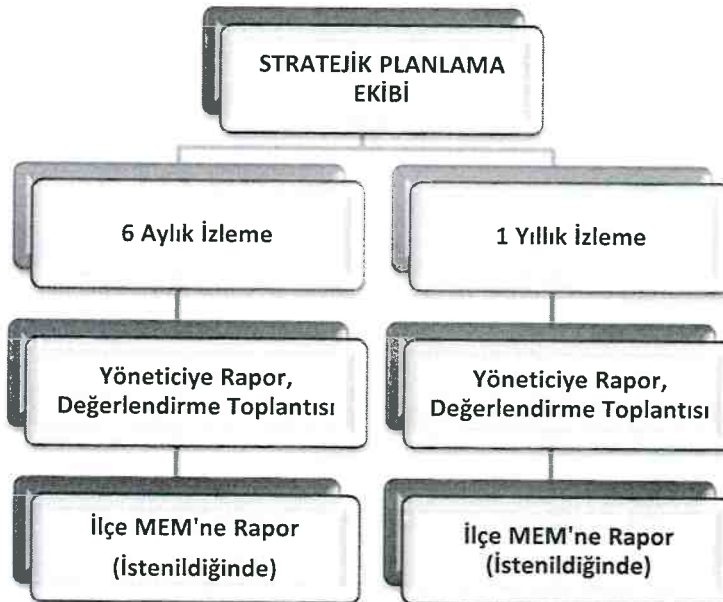 STRATEJİK PLANLAMA
EKİBİ
6 Aylık İzleme
1 Yıllık İzleme
Yöneticiye Rapor,
Değerlendirme Toplantısı
Yöneticiye Rapor,
Değerlendirme Toplantısı
İlçe MEM'ne Rapor
(İstenildiğinde)
İlçe MEM'ne Rapor
(İstenildiğinde)